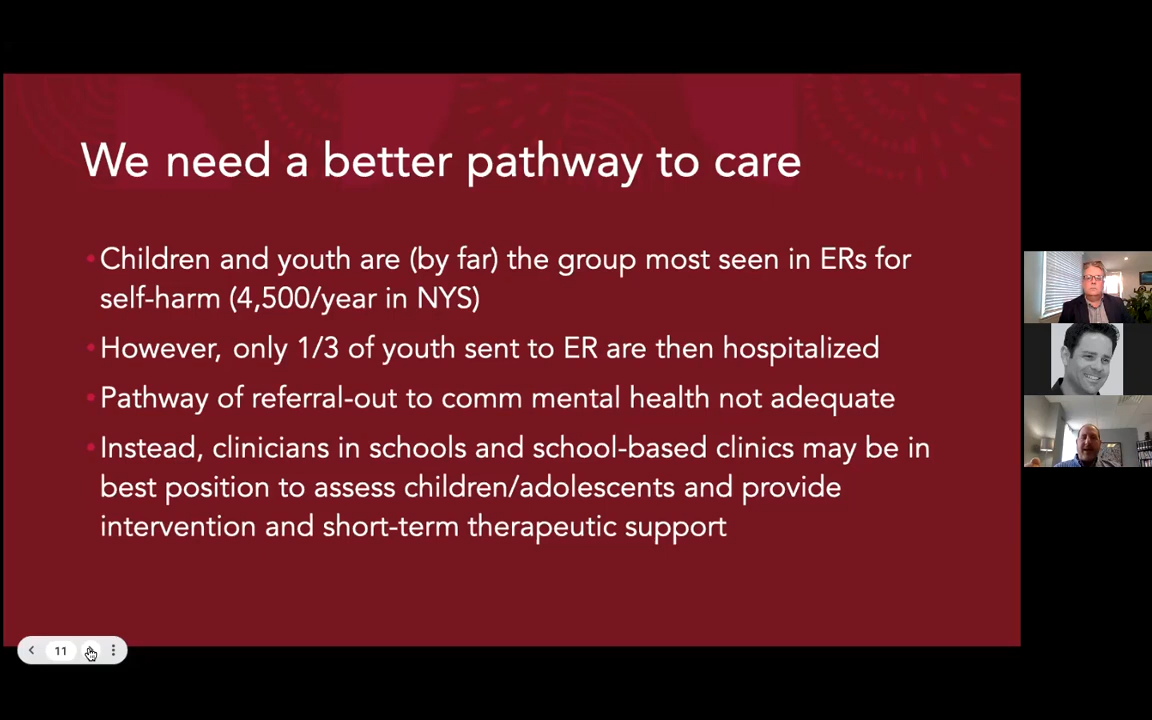 We need a better pathway to care
•Children and youth are (by far) the group most seen in ERs for
self-harm (4,500/year in NYS)
•However, only 1/3 of youth sent to ER are then hospitalized
•Pathway of referral-out to comm mental health not adequate
•Instead, clinicians in schools and school-based clinics may be in
best position to assess children/adolescents and provide
intervention and short-term therapeutic support
11